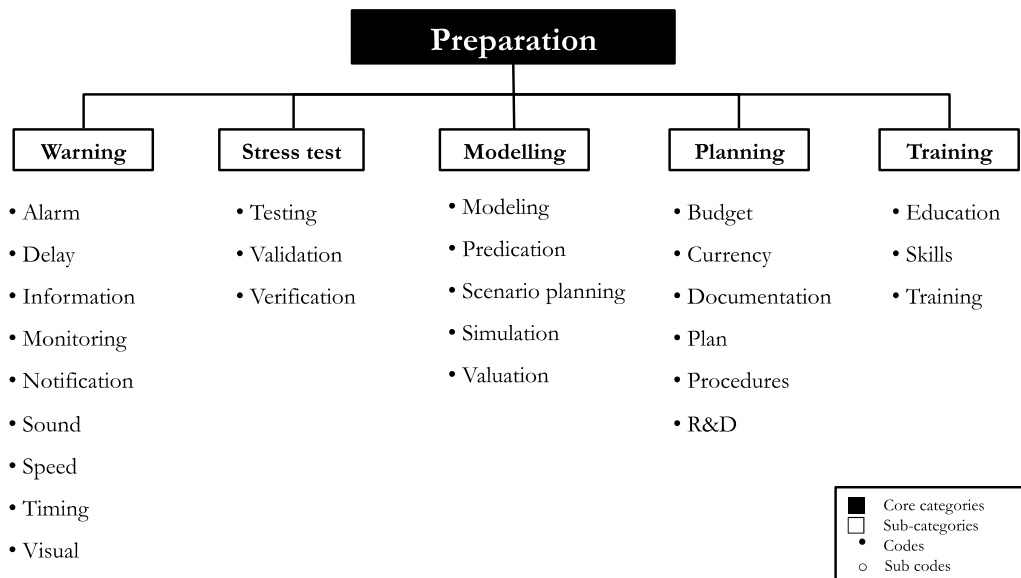 Preparation
Warning
Stress test
Modelling
Planning
Training
• Alarm
• Delay
• Information
• Monitoring
• Notification
• Sound
• Speed
• Timing
• Visual
• Testing
• Validation
• Verification
• Modeling
• Predication
• Scenario planning
• Simulation
• Valuation
• Budget
• Currency
• Documentation
• Plan
• Procedures
• R&D
• Education
• Skills
• Training
Core categories
Sub-categories
Codes
Sub codes